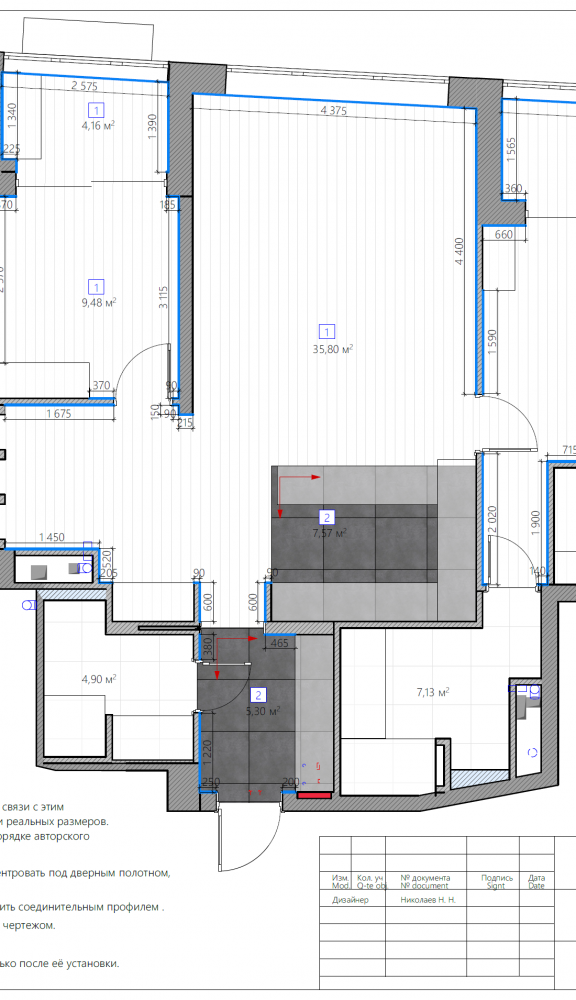 2 575
1
4,16 м²
1 340
1 390
225
370
185
4 375
1 565
360
660
4 400
1
9,48 м²
3 115
1
35,80 м²
1 590
370
90
1 675
150
90
215
715
2
7,57 м²
2 020
1 900
1 450
520
205
90
90
600
600
140
380
465
4,90 м²
2
5,30 м²
7,13 м²
1 220
250
200
связи с этим
и реальных размеров.
орядке авторского
ентровать под дверным полотном,
ить соединительным профилем .
чертежом.
ько после её установки.
Изм. Кол. уч № документа Подпись Дата
Mod. Q-te obj. № document Signt Date
Дизайнер Николаев Н. Н.